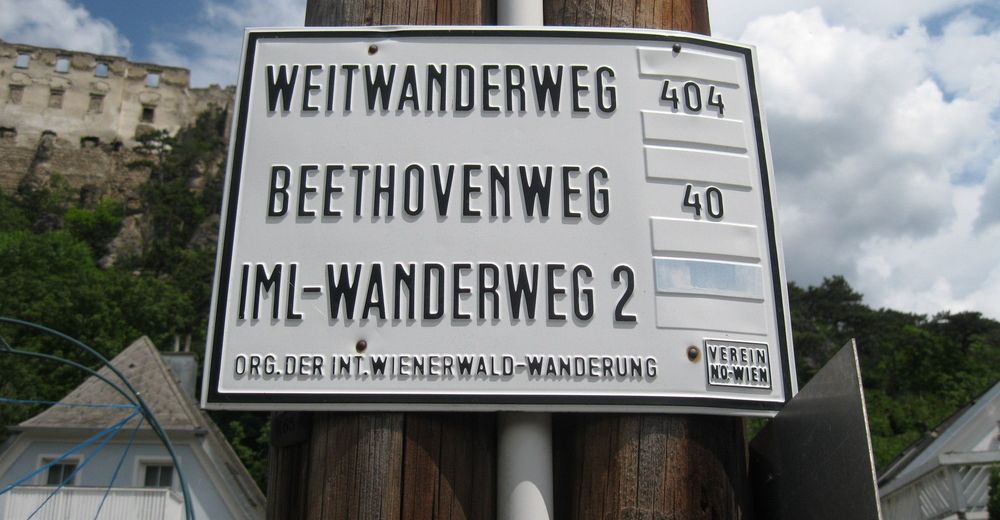 WEITWANDERWEG 404
BEETHOVENWEG 40
IML-WANDERWEG 2
ORG. DER INT. WIENERWALD-WANDERUNG
VEREIN
NÖ-WIEN